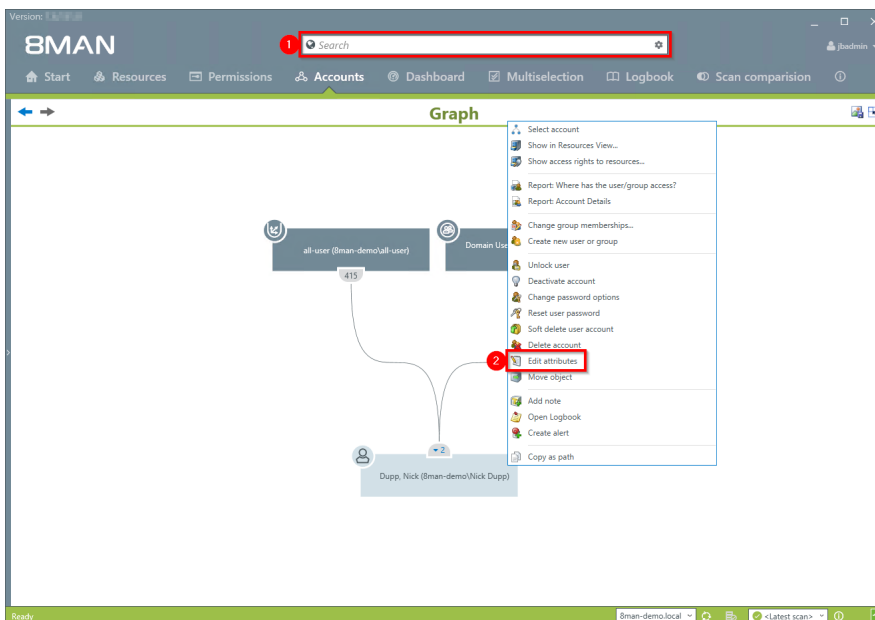 Version:
8MAN
1
Search
jbadmin
Start
Resources
Permissions
Accounts
Dashboard
Multiselection
Logbook
Scan comparision
Graph
Select account
Show in Resources View...
Show access rights to resources...
Report: Where has the user/group access?
Report: Account Details
Change group memberships...
Create new user or group
Unlock user
Deactivate account
Change password options
Reset user password
Soft delete user account
Delete account
2
Edit attributes
Move object
Add note
Open Logbook
Create alert
Copy as path
all-user (8man-demo\all-user)
415
Domain Use
2
Dupp, Nick (8man-demo\Nick Dupp)
Ready
8man-demo.local
<Latest scan>